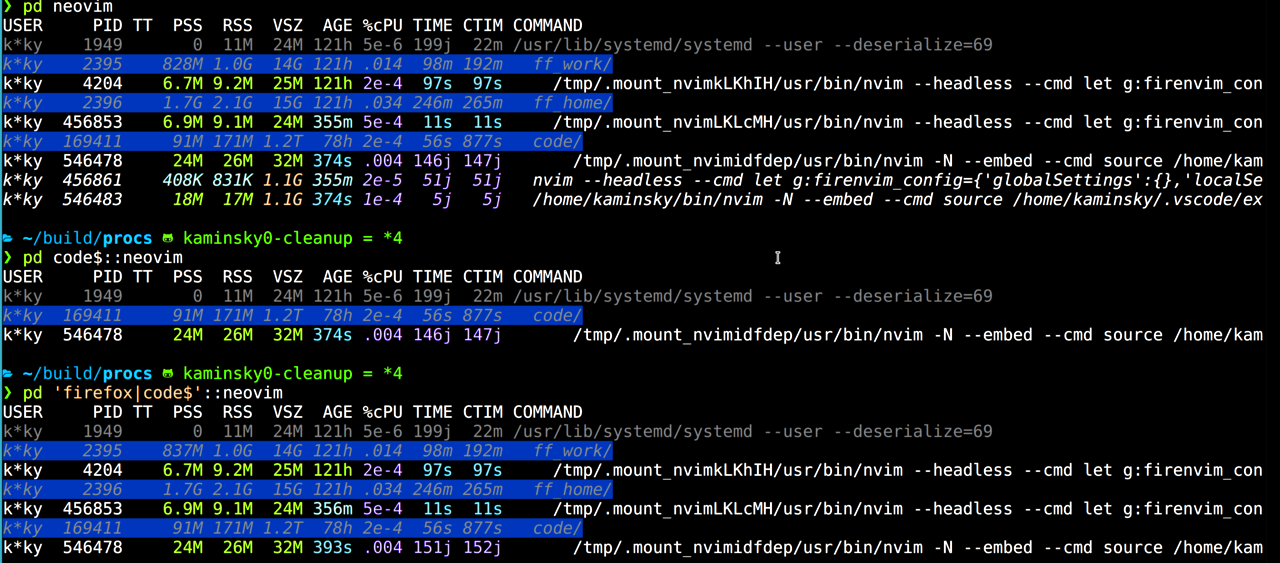 ❯ pd neovim
USER PID TT PSS RSS VSZ AGE %cPU TIME CTIM COMMAND
k*ky 1949 0 11M 24M 121h 5e-6 199j 22m /usr/lib/systemd/systemd --user --deserialize=69
k*ky 2395 828M 1.0G 14G 121h .014 98m 192m ff_work/
k*ky 4204 6.7M 9.2M 25M 121h 2e-4 97s 97s /tmp/.mount_nvimkLKhIH/usr/bin/nvim --headless --cmd let g:firenvim_con
k*ky 2396 1.7G 2.1G 15G 121h .034 246m 265m ff_home/
k*ky 456853 6.9M 9.1M 24M 355m 5e-4 11s 11s /tmp/.mount_nvimLKLcMH/usr/bin/nvim --headless --cmd let g:firenvim_con
k*ky 169411 91M 171M 1.2T 78h 2e-4 56s 877s code/
k*ky 546478 24M 26M 32M 374s .004 146j 147j /tmp/.mount_nvimidfdep/usr/bin/nvim -N --embed --cmd source /home/kam
k*ky 456861 408K 831K 1.1G 355m 2e-5 51j 51j nvim --headless --cmd let g:firenvim_config={'globalSettings':{},'localSe
k*ky 546483 18M 17M 1.1G 374s 1e-4 5j 5j /home/kaminsky/bin/nvim -N --embed --cmd source /home/kaminsky/.vscode/ex
~/build/procs kaminsky0-cleanup = *4
❯ pd code$::neovim
USER PID TT PSS RSS VSZ AGE %cPU TIME CTIM COMMAND
k*ky 1949 0 11M 24M 121h 5e-6 199j 22m /usr/lib/systemd/systemd --user --deserialize=69
k*ky 169411 91M 171M 1.2T 78h 2e-4 56s 877s code/
k*ky 546478 24M 26M 32M 374s .004 146j 147j /tmp/.mount_nvimidfdep/usr/bin/nvim -N --embed --cmd source /home/kam
~/build/procs kaminsky0-cleanup = *4
❯ pd 'firefox|code$'::neovim
USER PID TT PSS RSS VSZ AGE %cPU TIME CTIM COMMAND
k*ky 1949 0 11M 24M 121h 5e-6 199j 22m /usr/lib/systemd/systemd --user --deserialize=69
k*ky 2395 837M 1.0G 14G 121h .014 98m 192m ff_work/
k*ky 4204 6.7M 9.2M 25M 121h 2e-4 97s 97s /tmp/.mount_nvimkLKhIH/usr/bin/nvim --headless --cmd let g:firenvim_con
k*ky 2396 1.7G 2.1G 15G 121h .034 246m 265m ff_home/
k*ky 456853 6.9M 9.1M 24M 356m 5e-4 11s 11s /tmp/.mount_nvimLKLcMH/usr/bin/nvim --headless --cmd let g:firenvim_con
k*ky 169411 91M 171M 1.2T 78h 2e-4 56s 877s code/
k*ky 546478 24M 26M 32M 393s .004 151j 152j /tmp/.mount_nvimidfdep/usr/bin/nvim -N --embed --cmd source /home/kam